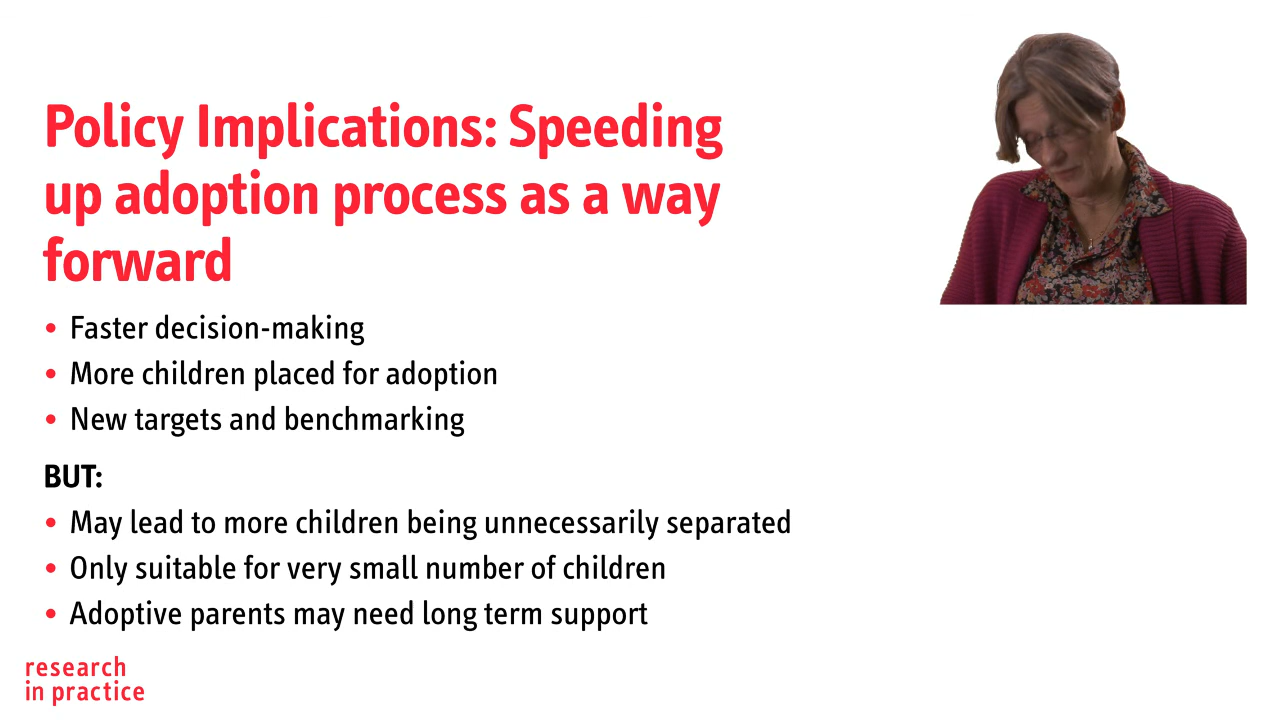 Policy Implications: Speeding
up adoption process as a way
forward
• Faster decision-making
• More children placed for adoption
• New targets and benchmarking
BUT:
• May lead to more children being unnecessarily separated
• Only suitable for very small number of children
• Adoptive parents may need long term support
research
in practice